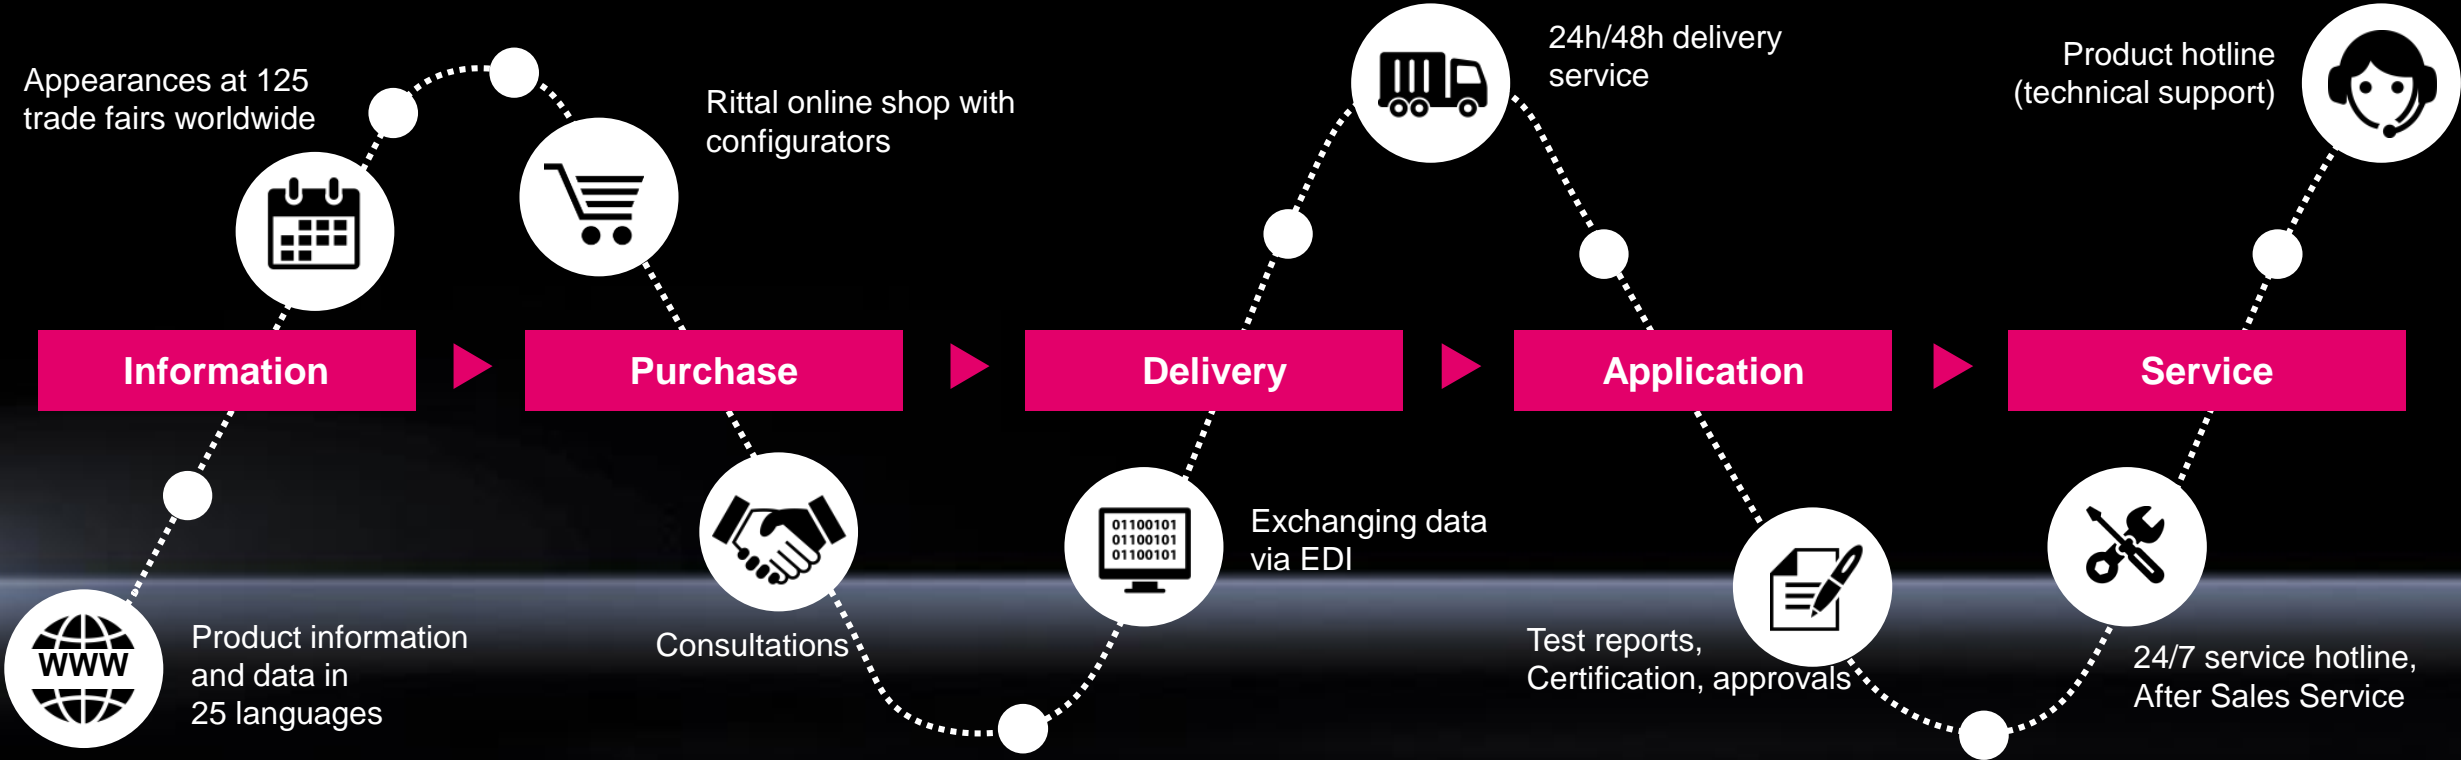 Appearances at 125
trade fairs worldwide
Rittal online shop with
configurators
24h/48h delivery
service
Product hotline
(technical support)
Information
Purchase
Delivery
Application
Service
WWW
Product information
and data in
25 languages
Consultations
01100101
01100101
01100101
Exchanging data
via EDI
Test reports,
Certification, approvals
24/7 service hotline,
After Sales Service